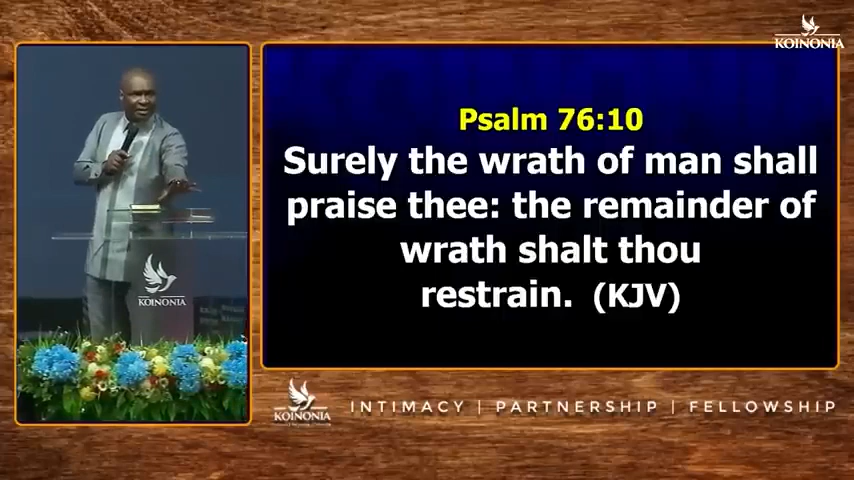 KOINONIA
Psalm 76:10
Surely the wrath of man shall
praise thee: the remainder of
wrath shalt thou
restrain. (KJV)
KOINONIA
KOINONIA
INTIMACY | PARTNERSHIP | FELLOWSHIP